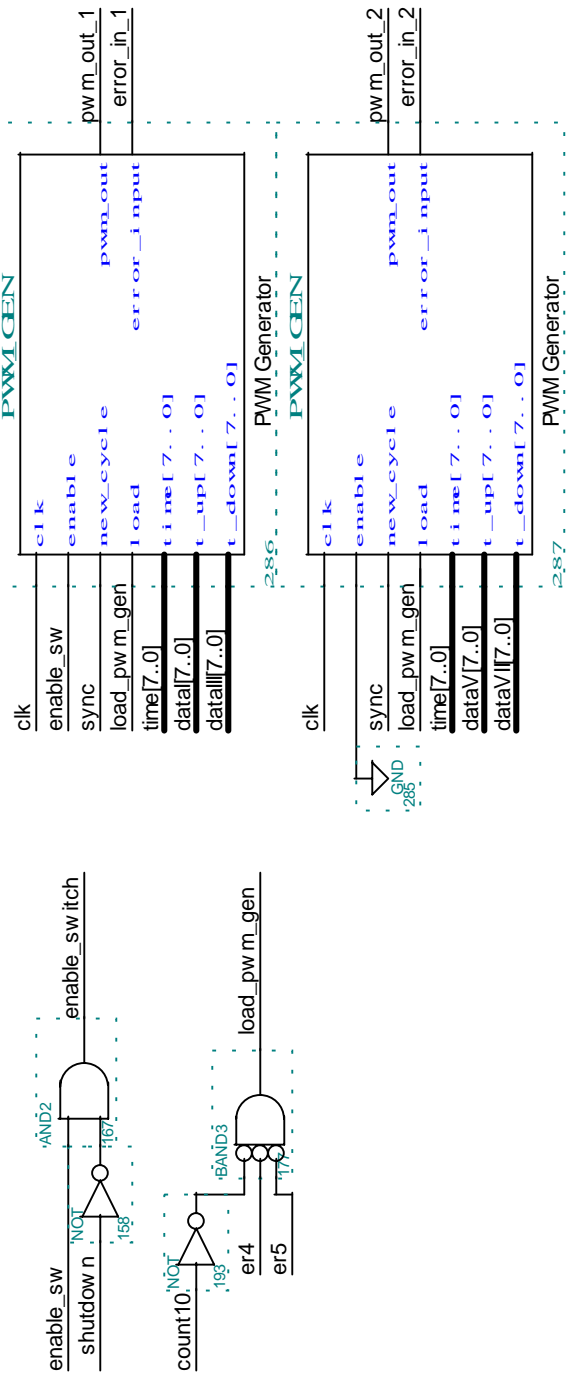 enable_sw
shutdown
NOT
158
AND2
167
enable_switch
count10
NOT
193
er4
er5
BAND3
177
load_pwm_gen
PWM_GEN
clk
enable_sw
sync
load_pwm_gen
time[7..0]
dataI[7..0]
dataIII[7..0]
clk
enable
new_cycle
load
time[7..0]
t_up[7..0]
t_down[7..0]
pwm_out
error_input
pwm_out_1
error_in_1
286
PWM Generator
PWM_GEN
clk
GND
285
sync
load_pwm_gen
time[7..0]
dataV[7..0]
dataVII[7..0]
clk
enable
new_cycle
load
time[7..0]
t_up[7..0]
t_down[7..0]
pwm_out
error_input
pwm_out_2
error_in_2
287
PWM Generator